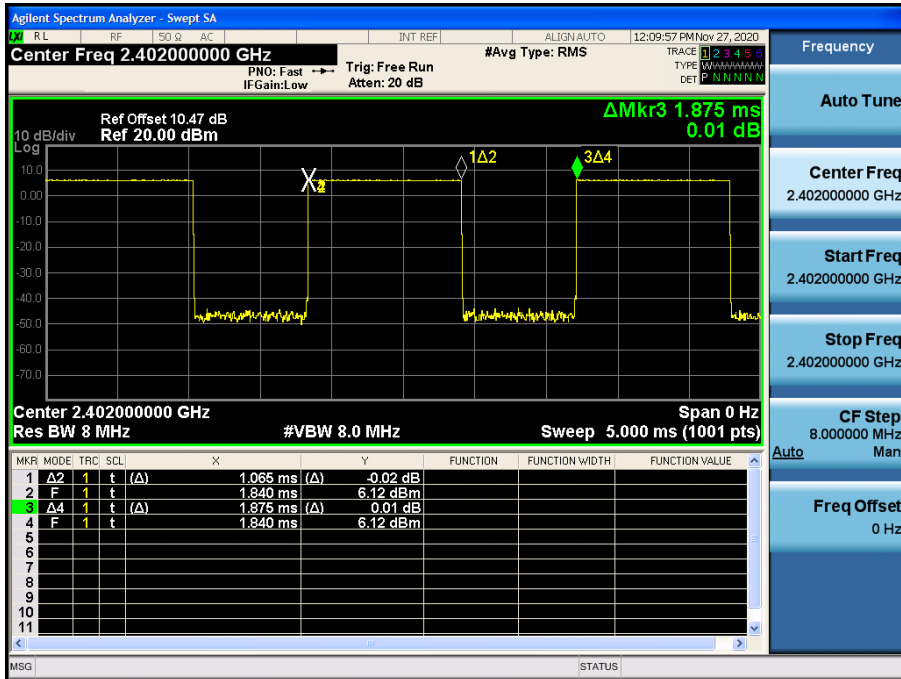 Agilent Spectrum Analyzer - Swept SA
LXI RL RF 50 Ω AC INT REF ALIGN AUTO 12:09:57 PM Nov 27, 2020
Center Freq 2.402000000 GHz #Avg Type: RMS TRACE 1 2 3 4 5 6
PNO: Fast Trig: Free Run TYPE WWWWWW
IFGain:Low Atten: 20 dB DET P N N N N N
Frequency
Auto Tune
Center Freq
2.402000000 GHz
Start Freq
2.402000000 GHz
Stop Freq
2.402000000 GHz
CF Step
8.000000 MHz
Auto Man
Freq Offset
0 Hz
ΔMkr3 1.875 ms
0.01 dB
Ref Offset 10.47 dB
10 dB/div Ref 20.00 dBm
Log
1Δ2 3Δ4
10.0
0.00
-10.0
-20.0
-30.0
-40.0
-50.0
-60.0
-70.0
Center 2.402000000 GHz Span 0 Hz
Res BW 8 MHz #VBW 8.0 MHz Sweep 5.000 ms (1001 pts)
MKR MODE TRC SCL X Y FUNCTION FUNCTION WIDTH FUNCTION VALUE
1 Δ2 1 t (Δ) 1.065 ms (Δ) -0.02 dB
2 F 1 t 1.840 ms 6.12 dBm
3 Δ4 1 t (Δ) 1.875 ms (Δ) 0.01 dB
4 F 1 t 1.840 ms 6.12 dBm
5
6
7
8
9
10
11
MSG STATUS